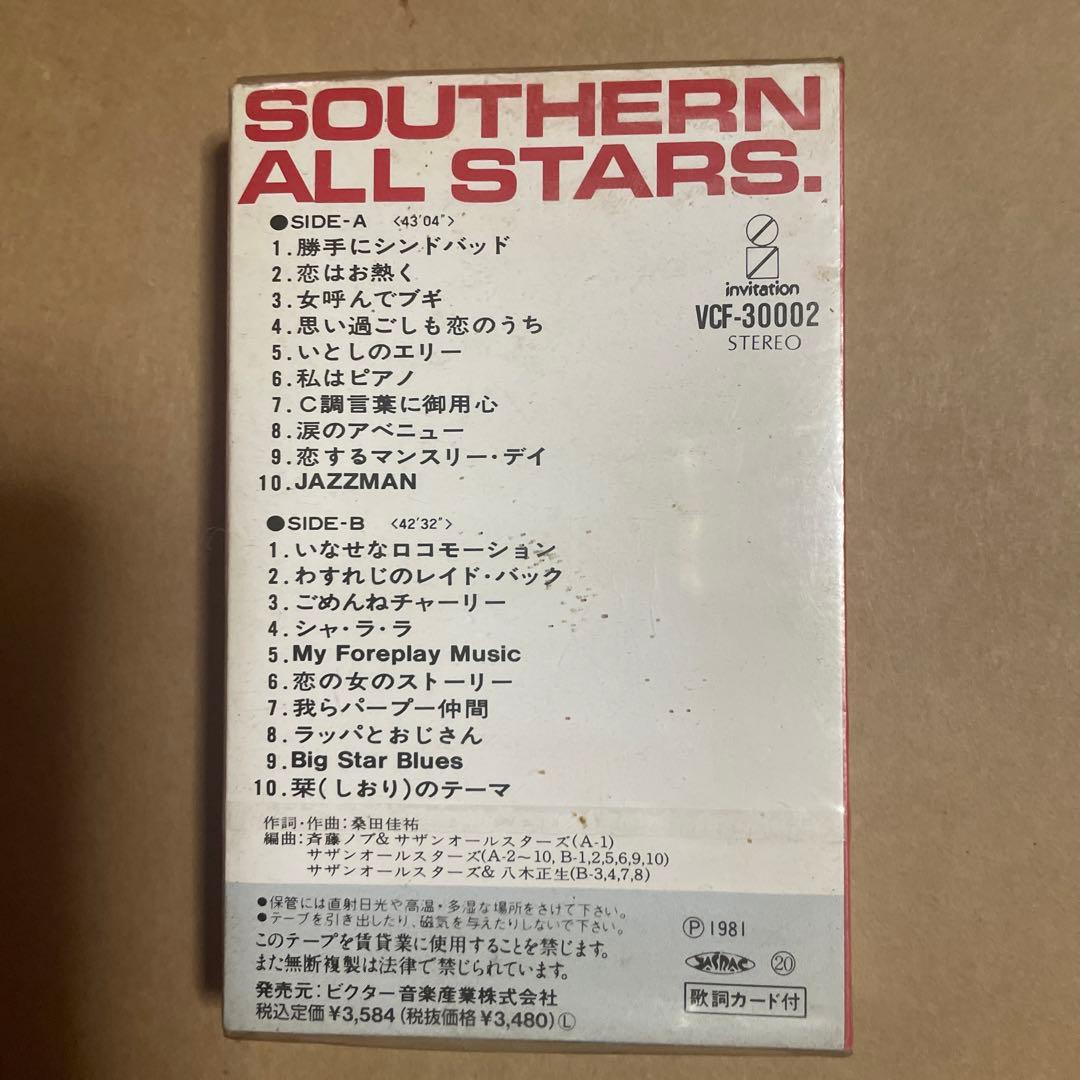 SOUTHERN
ALL STARS.
●SIDE-A 〈43′04″〉
1.勝手にシンドバッド
2.恋はお熱く
3.女呼んでブギ
4.思い過ごしも恋のうち
5.いとしのエリー
6.私はピアノ
7.C調言葉に御用心
8.涙のアベニュー
9.恋するマンスリー・デイ
10.JAZZMAN
invitation
VCF-30002
STEREO
●SIDE-B 〈42′32″〉
1.いなせなロコモーション
2.わすれじのレイド・バック
3.ごめんねチャーリー
4.シャ・ラ・ラ
5.My Foreplay Music
6.恋の女のストーリー
7.我らパープー仲間
8.ラッパとおじさん
9.Big Star Blues
10.栞(しおり)のテーマ
作詞・作曲：桑田佳祐
編曲：斉藤ノブ&サザンオールスターズ(A-1)
サザンオールスターズ(A-2〜10, B-1,2,5,6,9,10)
サザンオールスターズ&八木正生(B-3,4,7,8)
●保管には直射日光や高温・多湿な場所をさけて下さい。
●テープを引き出したり、磁気を与えたりしないで下さい。
このテープを賃貸業に使用することを禁じます。
また無断複製は法律で禁じられています。
発売元：ビクター音楽産業株式会社
税込定価¥3,584(税抜価格¥3,480)Ⓛ
Ⓟ1981
JASRAC ⑳
歌詞カード付